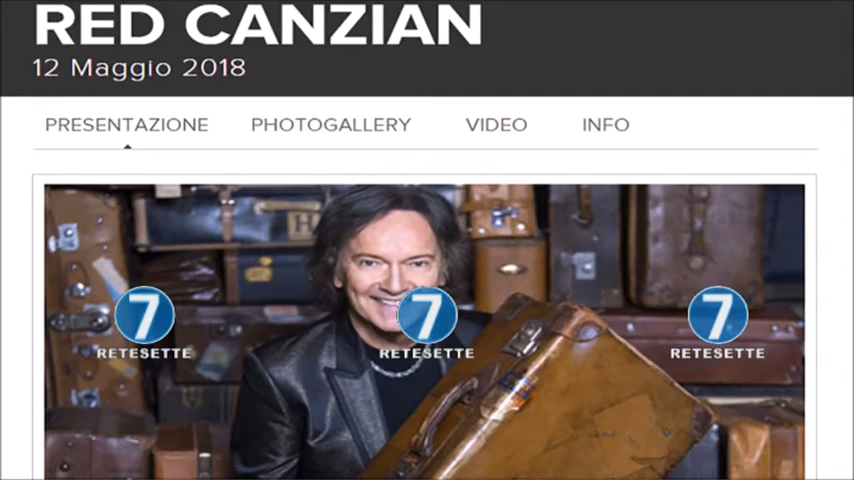 RED CANZIAN
12 Maggio 2018
PRESENTAZIONE PHOTOGALLERY VIDEO INFO
H
7 7 7
RETESETTE RETESETTE RETESETTE